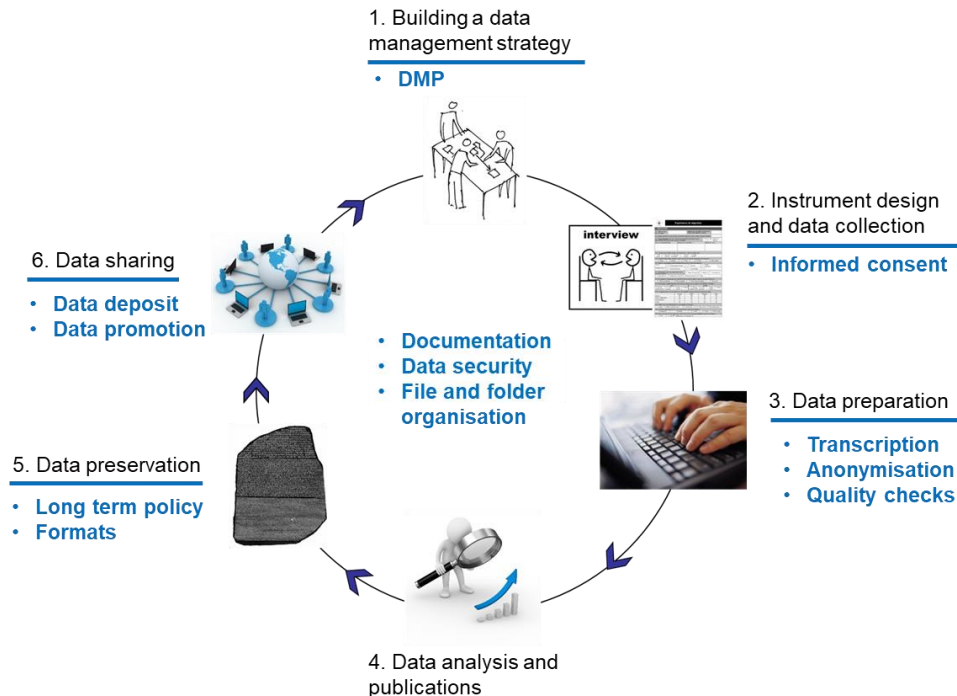 1. Building a data
management strategy
• DMP
2. Instrument design
and data collection
• Informed consent
interview
3. Data preparation
• Transcription
• Anonymisation
• Quality checks
4. Data analysis and
publications
5. Data preservation
• Long term policy
• Formats
6. Data sharing
• Data deposit
• Data promotion
• Documentation
• Data security
• File and folder
organisation